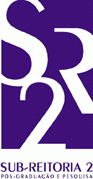 SR
2
SUB-REITORIA 2
PÓS-GRADUAÇÃO E PESQUISA